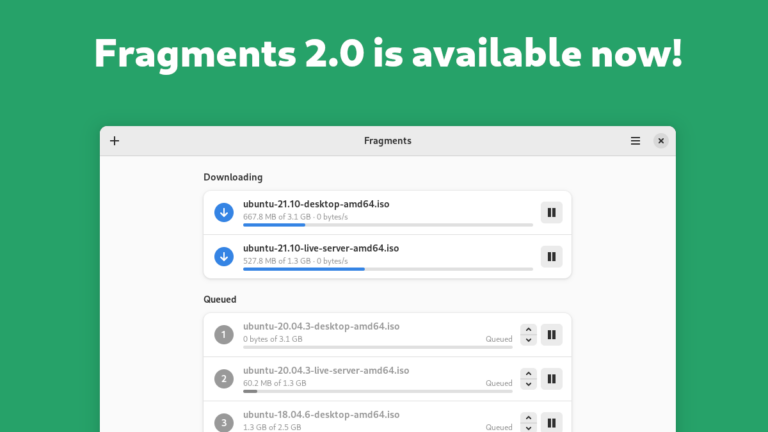 Fragments 2.0 is available now!
Fragments
Downloading
ubuntu-21.10-desktop-amd64.iso
667.8 MB of 3.1 GB · 0 bytes/s
ubuntu-21.10-live-server-amd64.iso
527.8 MB of 1.3 GB · 0 bytes/s
Queued
1
ubuntu-20.04.3-desktop-amd64.iso
0 bytes of 3.1 GB
Queued
2
ubuntu-20.04.3-live-server-amd64.iso
60.2 MB of 1.3 GB
Queued
3
ubuntu-18.04.6-desktop-amd64.iso
1.3 GB of 2.5 GB
Queued